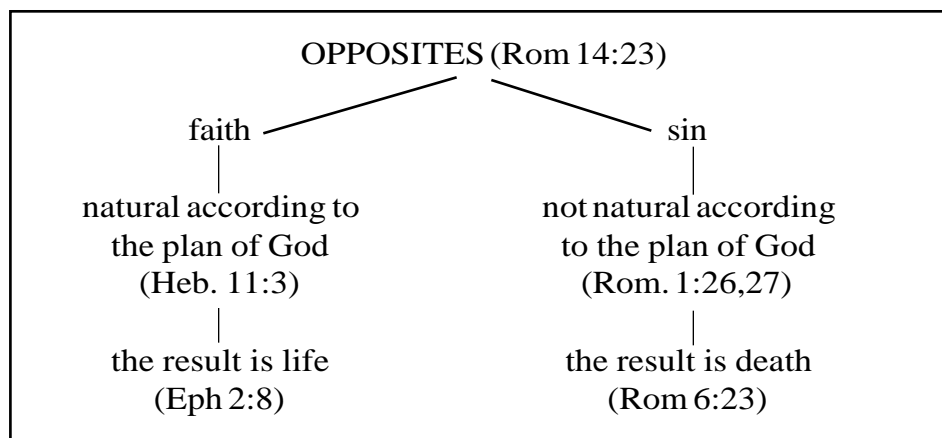 OPPOSITES (Rom 14:23)
faith
sin
natural according to
the plan of God
(Heb. 11:3)
not natural according
to the plan of God
(Rom. 1:26,27)
the result is life
(Eph 2:8)
the result is death
(Rom 6:23)